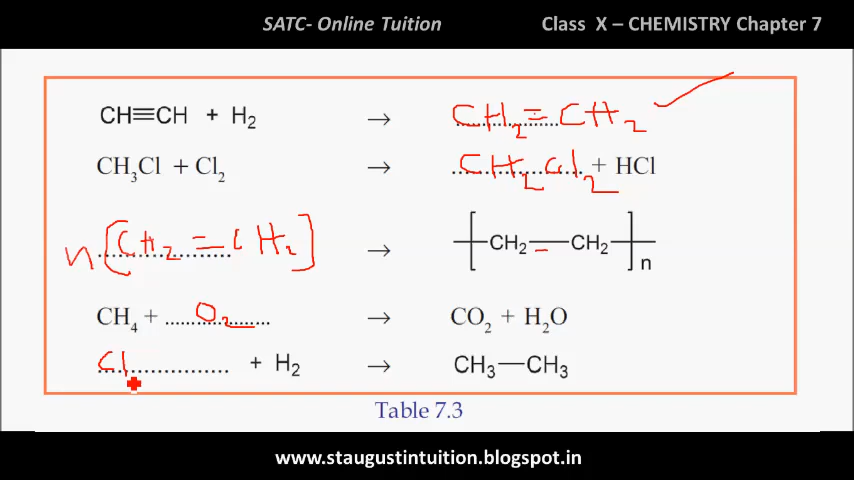 SATC- Online Tuition Class X – CHEMISTRY Chapter 7
CH≡CH + H₂ → CH₂=CH₂
CH₃Cl + Cl₂ → CH₂Cl₂ + HCl
n[CH₂=CH₂] → [CH₂—CH₂]n
CH₄ + O₂ → CO₂ + H₂O
Cl + H₂ → CH₃—CH₃
Table 7.3
www.staugustintuition.blogspot.in